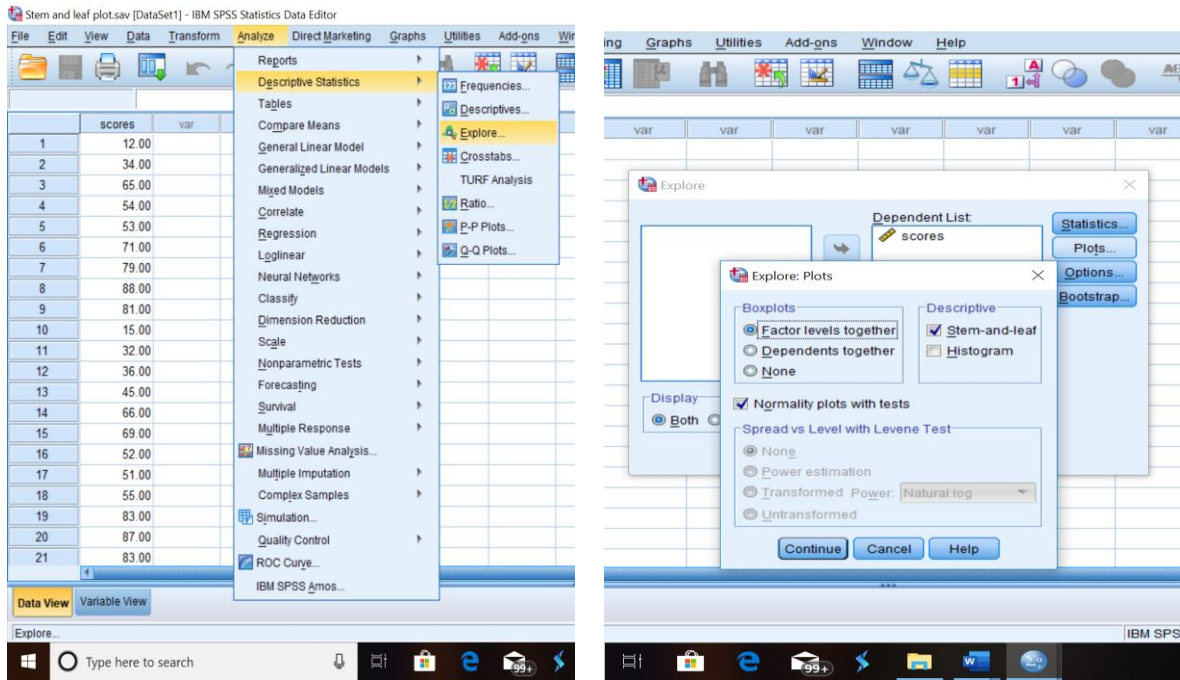 Stem and leaf plot.sav [DataSet1] - IBM SPSS Statistics Data Editor
File Edit View Data Transform Analyze Direct Marketing Graphs Utilities Add-ons
scores var
1 12.00
2 34.00
3 65.00
4 54.00
5 53.00
6 71.00
7 79.00
8 88.00
9 81.00
10 15.00
11 32.00
12 36.00
13 45.00
14 66.00
15 69.00
16 52.00
17 51.00
18 55.00
19 83.00
20 87.00
21 83.00
Reports
Descriptive Statistics
Tables
Compare Means
General Linear Model
Generalized Linear Models
Mixed Models
Correlate
Regression
Loglinear
Neural Networks
Classify
Dimension Reduction
Scale
Nonparametric Tests
Forecasting
Survival
Multiple Response
Missing Value Analysis...
Multiple Imputation
Complex Samples
Simulation...
Quality Control
ROC Curve...
IBM SPSS Amos...
123 Frequencies...
Descriptives...
Explore...
Crosstabs...
TURF Analysis
1/2 Ratio...
P-P Plots...
Q-Q Plots...
Data View Variable View
Explore...
Type here to search
99+
Graphs Utilities Add-ons Window Help
1 A
var var var var var var var
Explore
Dependent List:
scores
Statistics...
Plots...
Options...
Bootstrap...
Display
Both
Explore: Plots
Boxplots
Factor levels together
Dependents together
None
Descriptive
Stem-and-leaf
Histogram
Normality plots with tests
Spread vs Level with Levene Test
None
Power estimation
Transformed Power: Natural log
Untransformed
Continue Cancel Help
IBM SPS
99+